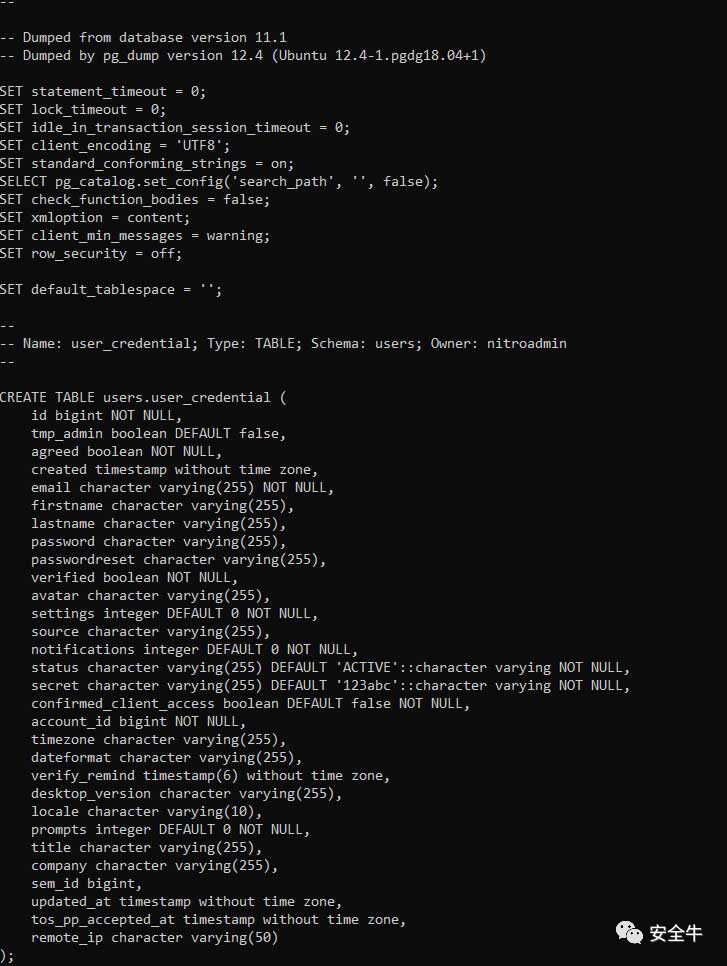 --
-- Dumped from database version 11.1
-- Dumped by pg_dump version 12.4 (Ubuntu 12.4-1.pgdg18.04+1)
SET statement_timeout = 0;
SET lock_timeout = 0;
SET idle_in_transaction_session_timeout = 0;
SET client_encoding = 'UTF8';
SET standard_conforming_strings = on;
SELECT pg_catalog.set_config('search_path', '', false);
SET check_function_bodies = false;
SET xmloption = content;
SET client_min_messages = warning;
SET row_security = off;
SET default_tablespace = '';
--
-- Name: user_credential; Type: TABLE; Schema: users; Owner: nitroadmin
--
CREATE TABLE users.user_credential (
    id bigint NOT NULL,
    tmp_admin boolean DEFAULT false,
    agreed boolean NOT NULL,
    created timestamp without time zone,
    email character varying(255) NOT NULL,
    firstname character varying(255),
    lastname character varying(255),
    password character varying(255),
    passwordreset character varying(255),
    verified boolean NOT NULL,
    avatar character varying(255),
    settings integer DEFAULT 0 NOT NULL,
    source character varying(255),
    notifications integer DEFAULT 0 NOT NULL,
    status character varying(255) DEFAULT 'ACTIVE'::character varying NOT NULL,
    secret character varying(255) DEFAULT '123abc'::character varying NOT NULL,
    confirmed_client_access boolean DEFAULT false NOT NULL,
    account_id bigint NOT NULL,
    timezone character varying(255),
    dateformat character varying(255),
    verify_remind timestamp(6) without time zone,
    desktop_version character varying(255),
    locale character varying(10),
    prompts integer DEFAULT 0 NOT NULL,
    title character varying(255),
    company character varying(255),
    sem_id bigint,
    updated_at timestamp without time zone,
    tos_pp_accepted_at timestamp without time zone,
    remote_ip character varying(50)
);
安全牛